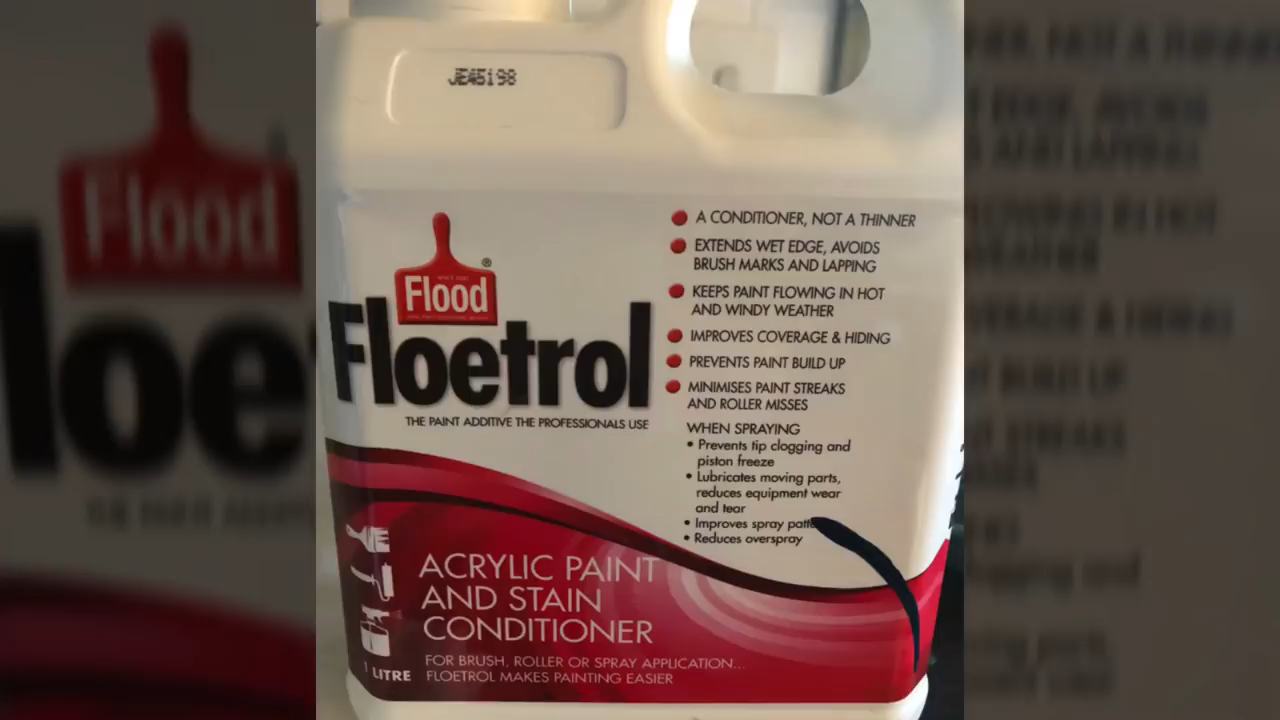 JE45198
Flood
®
Floetrol
THE PAINT ADDITIVE THE PROFESSIONALS USE
A CONDITIONER, NOT A THINNER
EXTENDS WET EDGE, AVOIDS
BRUSH MARKS AND LAPPING
KEEPS PAINT FLOWING IN HOT
AND WINDY WEATHER
IMPROVES COVERAGE & HIDING
PREVENTS PAINT BUILD UP
MINIMISES PAINT STREAKS
AND ROLLER MISSES
WHEN SPRAYING
• Prevents tip clogging and
piston freeze
• Lubricates moving parts,
reduces equipment wear
and tear
• Improves spray
• Reduces overspray
ACRYLIC PAINT
AND STAIN
CONDITIONER
FOR BRUSH, ROLLER OR SPRAY APPLICATION...
FLOETROL MAKES PAINTING EASIER
1 LITRE